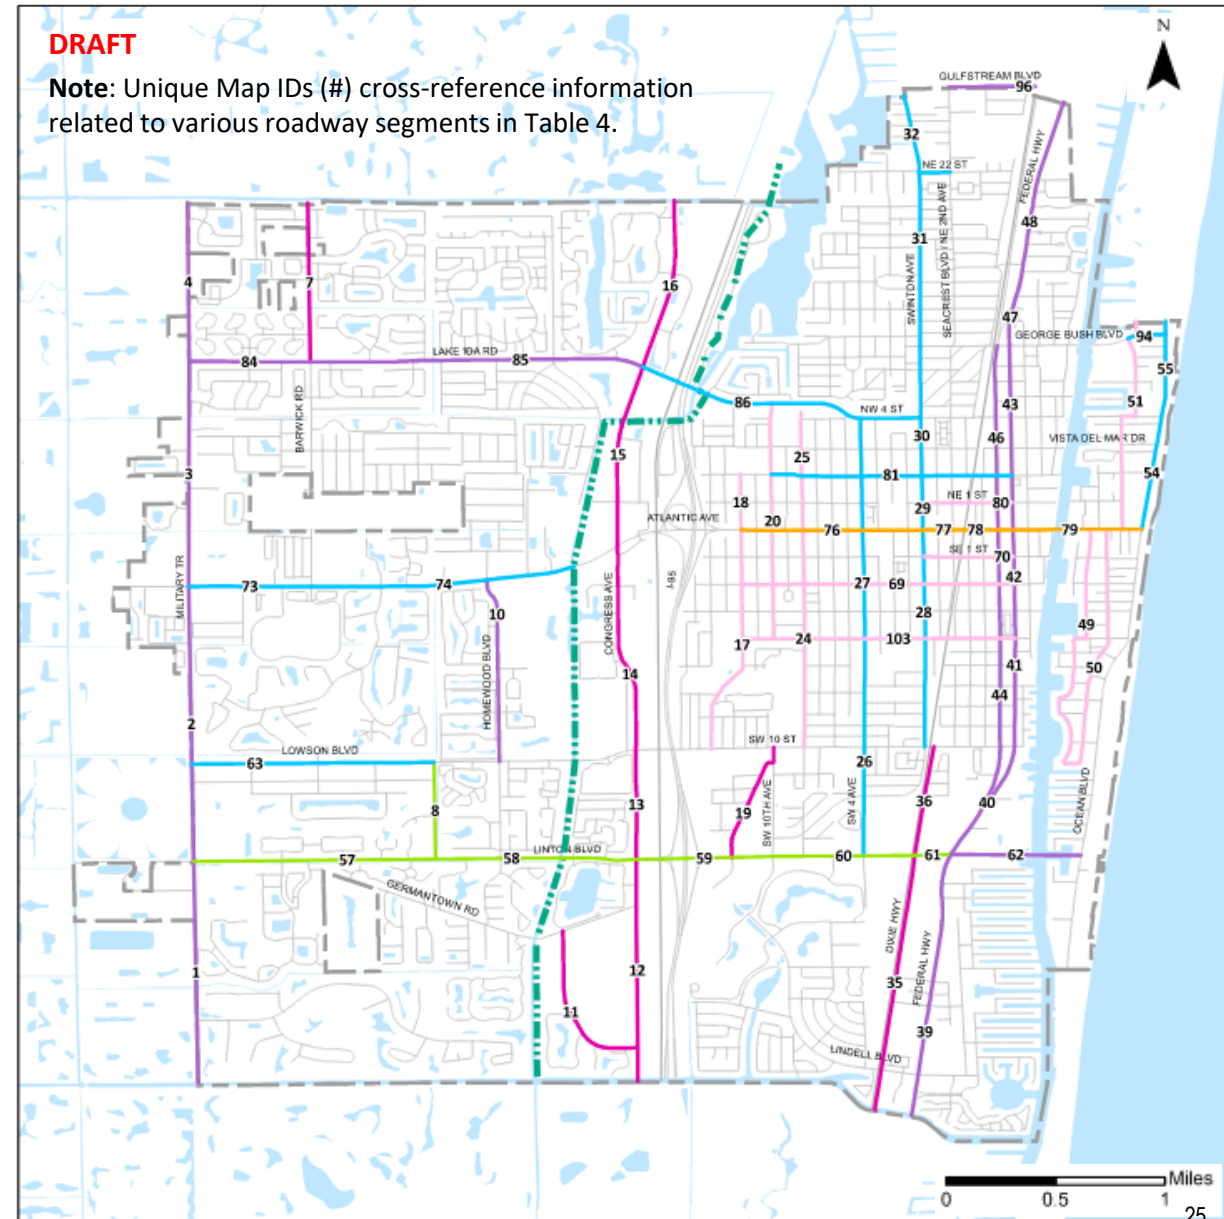 DRAFT
Note: Unique Map IDs (#) cross-reference information
related to various roadway segments in Table 4.
N
GULFSTREAM BLVD
96
32
NE 22 ST
FEDERAL HWY
48
31
SWINTON AVE
SEACREST BLVD / NE 2ND AVE
4
7
16
47
GEORGE BUSH BLVD
94
55
84
LAKE IDA RD
85
86
NW 4 ST
43
51
BARWICK RD
30
46
VISTA DEL MAR DR
15
25
3
81
54
18
NE 1 ST
80
29
20
ATLANTIC AVE
76
77
78
79
SE 1 ST
70
MILITARY TR
73
74
CONGRESS AVE
I-95
27
69
42
10
28
49
HOMEWOOD BLVD
17
24
103
14
41
50
2
44
SW 10 ST
LOWSON BLVD
63
26
8
13
19
SW 10TH AVE
SW 4 AVE
36
40
OCEAN BLVD
LINTON BLVD
57
58
59
60
61
62
GERMANTOWN RD
DIXIE HWY
FEDERAL HWY
1
12
35
11
39
LINDELL BLVD
Miles
0 0.5 1
25